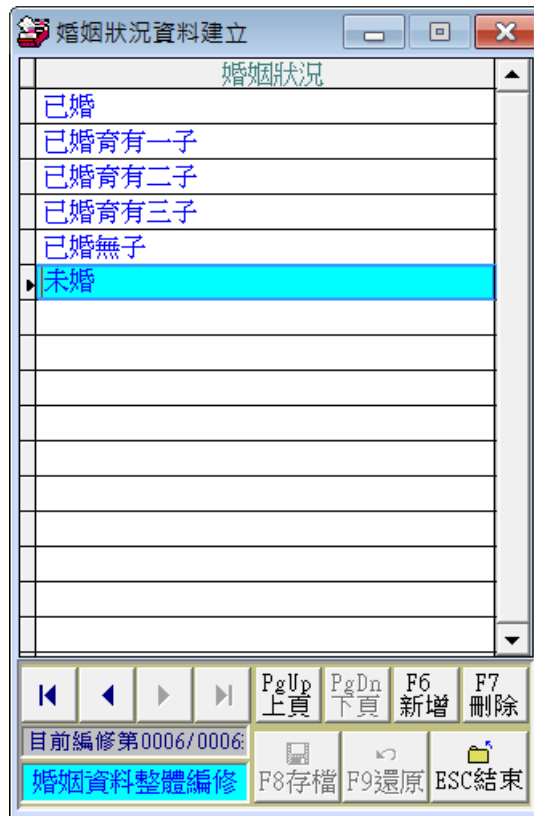 婚姻狀況資料建立
婚姻狀況
已婚
已婚育有一子
已婚育有二子
已婚育有三子
已婚無子
未婚
PgUp
上頁
PgDn
下頁
F6
新增
F7
刪除
目前編修第0006/0006
婚姻資料整體編修
F8存檔
F9還原
ESC結束